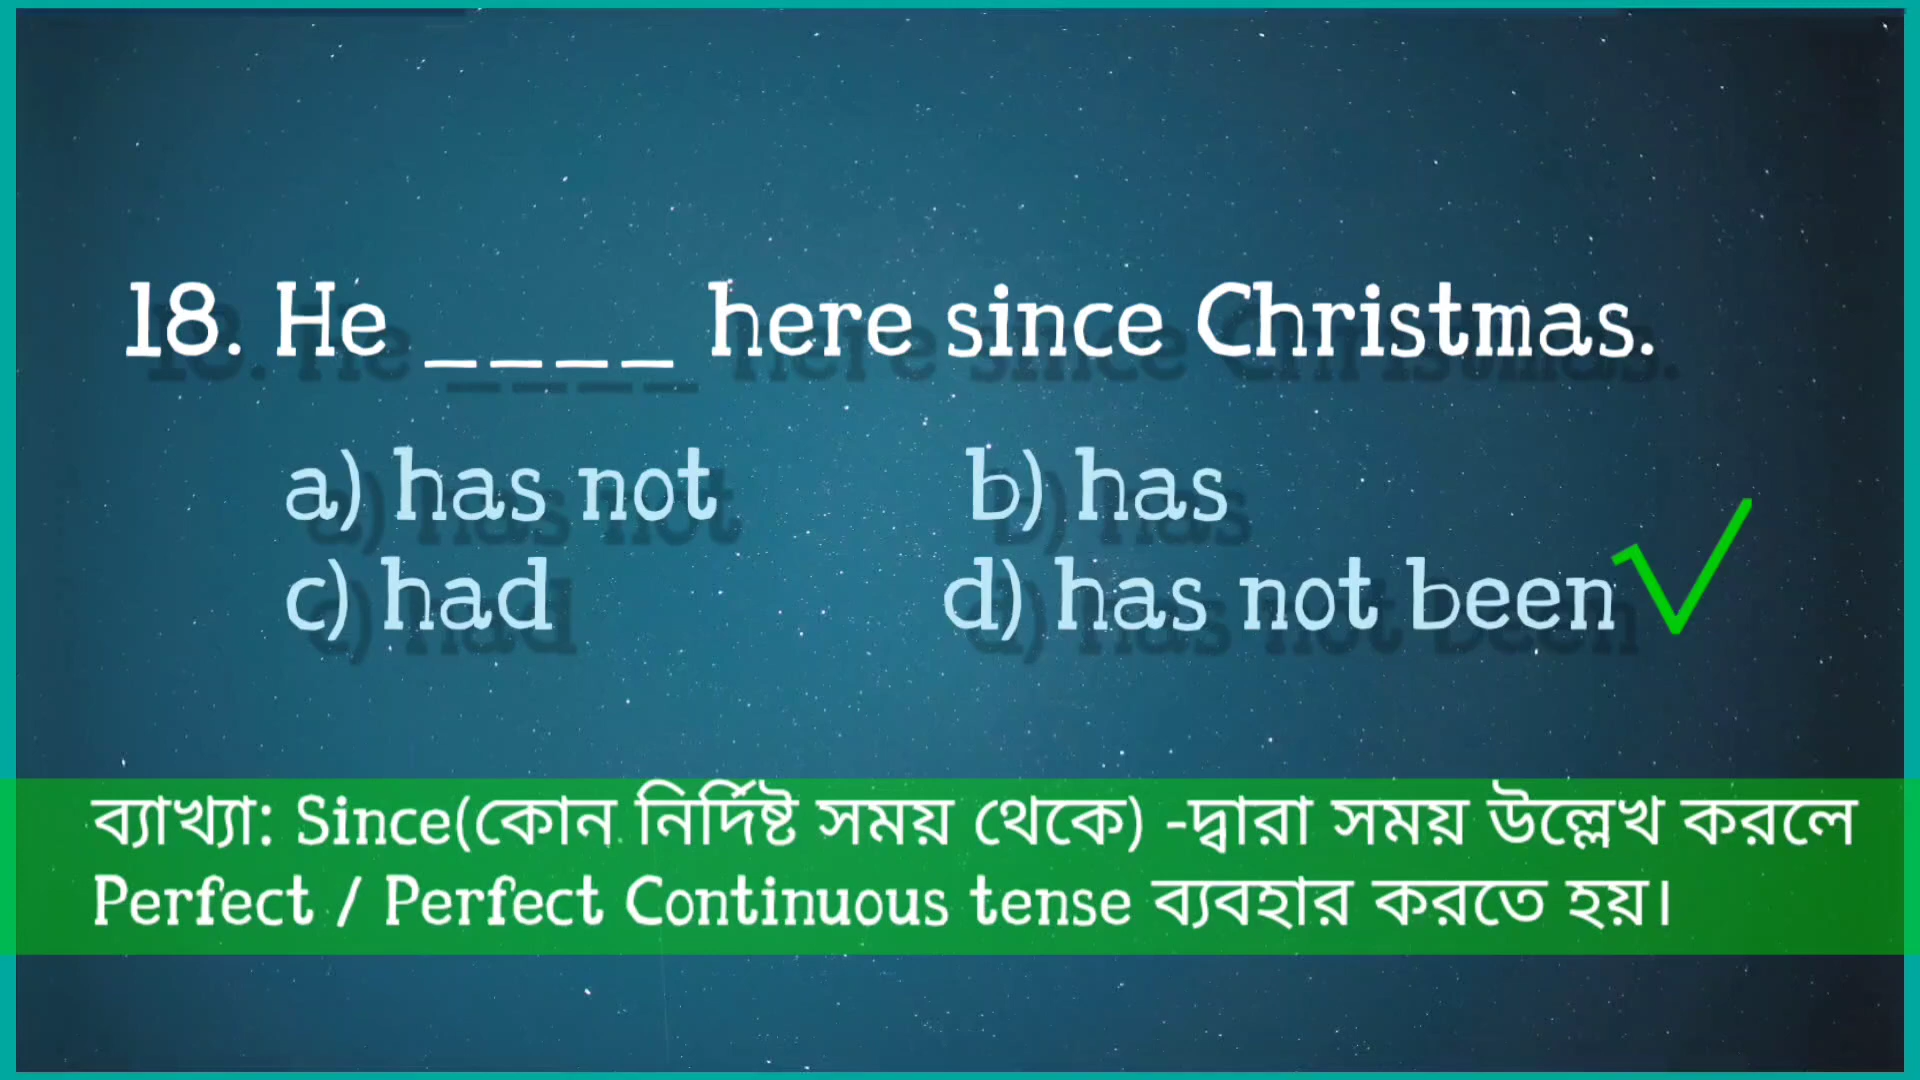 18. He ____ here since Christmas.
a) has not b) has
c) had d) has not been√
ব্যাখ্যা: Since(কোন নির্দিষ্ট সময় থেকে) -দ্বারা সময় উল্লেখ করলে
Perfect / Perfect Continuous tense ব্যবহার করতে হয়।